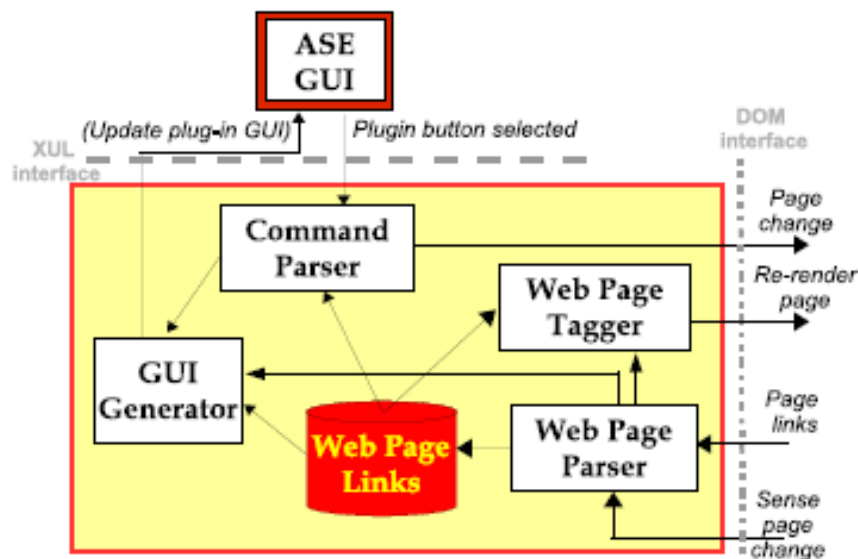 ASE
GUI
(Update plug-in GUI)
Plugin button selected
DOM
interface
XUL
interface
Command
Parser
Page
change
Web Page
Tagger
Re-render
page
GUI
Generator
Web Page
Links
Web Page
Parser
Page
links
Sense
page
change